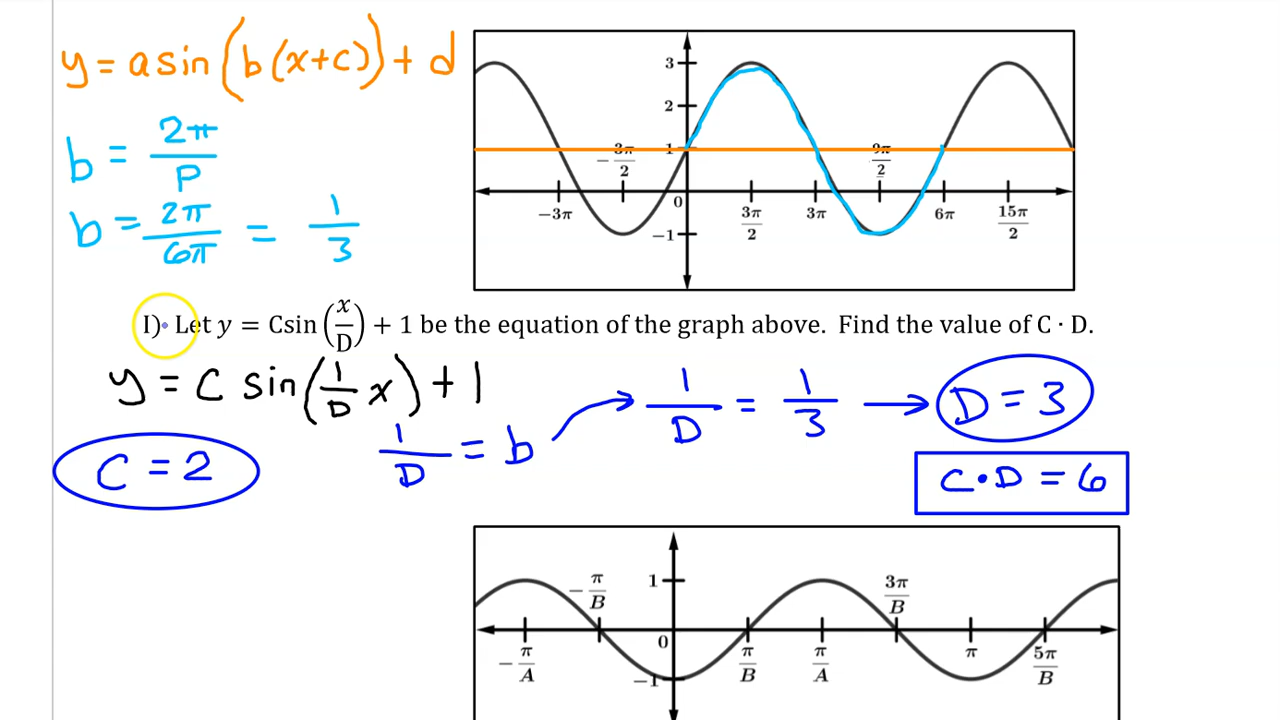 y = a sin (b(x+c)) + d
b = 2π/P
b = 2π/6π = 1/3
3
2
1
0
−1
−3π
−3π/2
3π/2
3π
9π/2
6π
15π/2
I) Let y = Csin (x/D) + 1 be the equation of the graph above. Find the value of C · D.
y = C sin (1/D x) + 1
1/D = b → 1/D = 1/3 → D = 3
C = 2
C • D = 6
1
0
−1
−π/A
−π/B
π/B
π/A
3π/B
π
5π/B